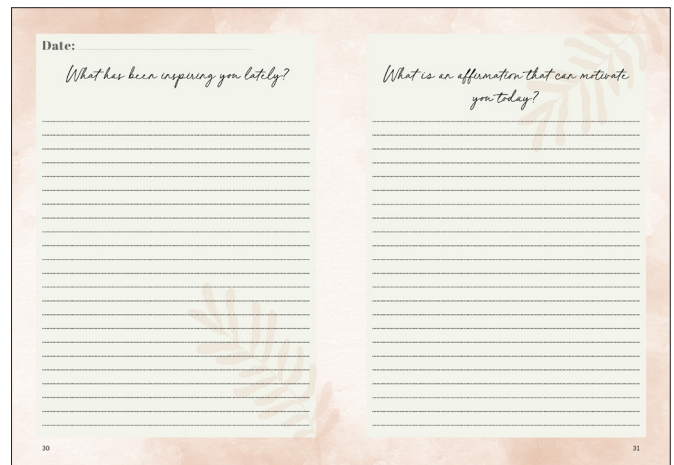 Date:
What has been inspiring you lately?
30
What is an affirmation that can motivate
you today?
31